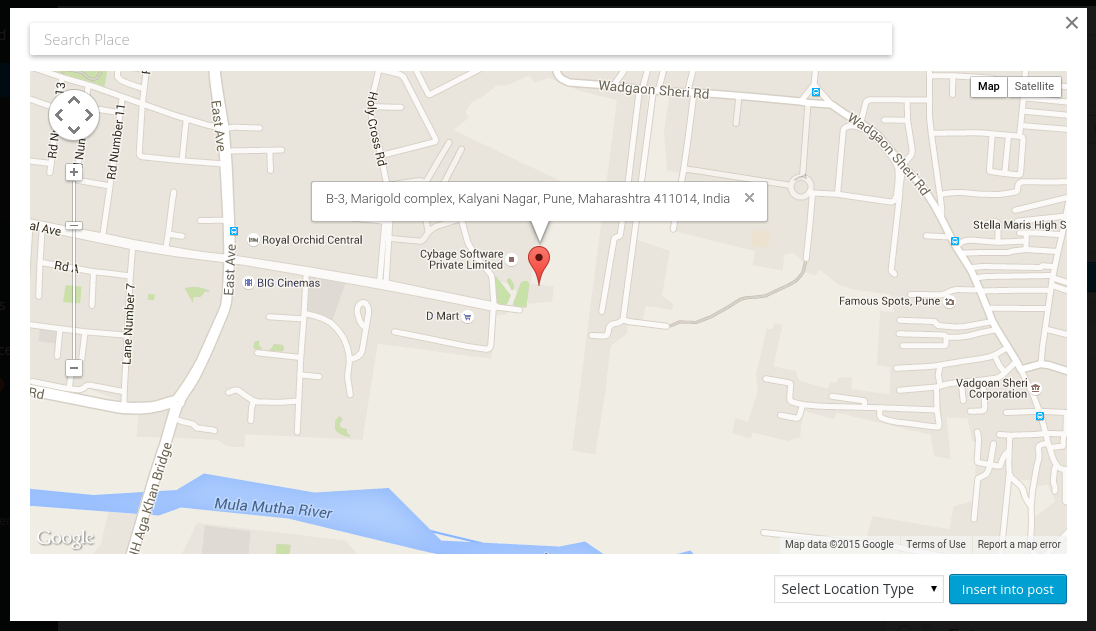 Search Place
Wadgaon Sheri Rd
Map
Satellite
Rd Number 11
East Ave
Holy Cross Rd
Wadgaon Sheri Rd
B-3, Marigold complex, Kalyani Nagar, Pune, Maharashtra 411014, India
Stella Maris High S
al Ave
Royal Orchid Central
Cybage Software
Private Limited
East Ave
Rd A
BIG Cinemas
Lane Number 7
D Mart
Famous Spots, Pune
Vadgoan Sheri
Corporation
Rd
Aga Khan Bridge
Mula Mutha River
Google
Map data ©2015 Google
Terms of Use
Report a map error
Select Location Type
Insert into post